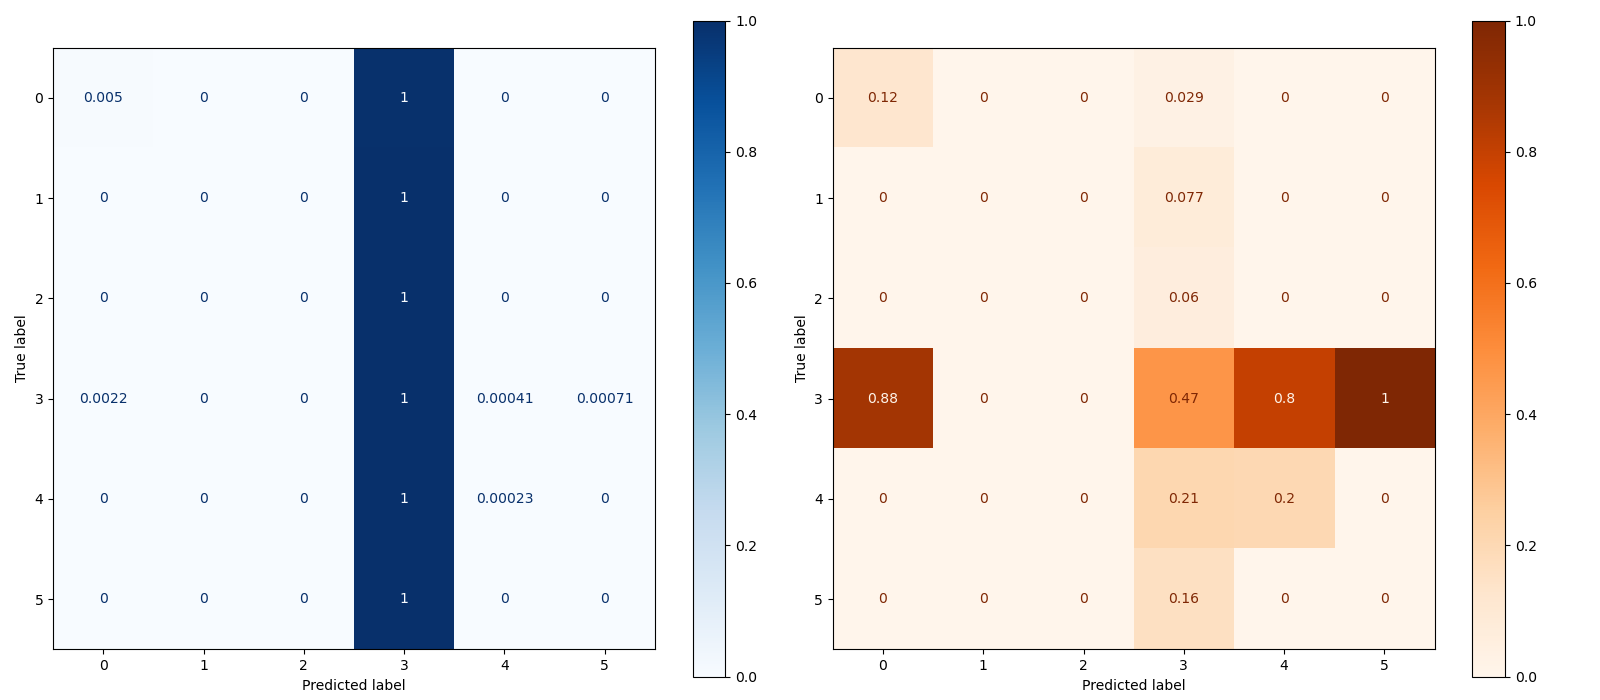 0 0.005 0 0 1 0 0
1 0 0 0 1 0 0
2 0 0 0 1 0 0
3 0.0022 0 0 1 0.00041 0.00071
4 0 0 0 1 0.00023 0
5 0 0 0 1 0 0
0 1 2 3 4 5
Predicted label
True label
1.0
0.8
0.6
0.4
0.2
0.0
0 0.12 0 0 0.029 0 0
1 0 0 0 0.077 0 0
2 0 0 0 0.06 0 0
3 0.88 0 0 0.47 0.8 1
4 0 0 0 0.21 0.2 0
5 0 0 0 0.16 0 0
0 1 2 3 4 5
Predicted label
True label
1.0
0.8
0.6
0.4
0.2
0.0